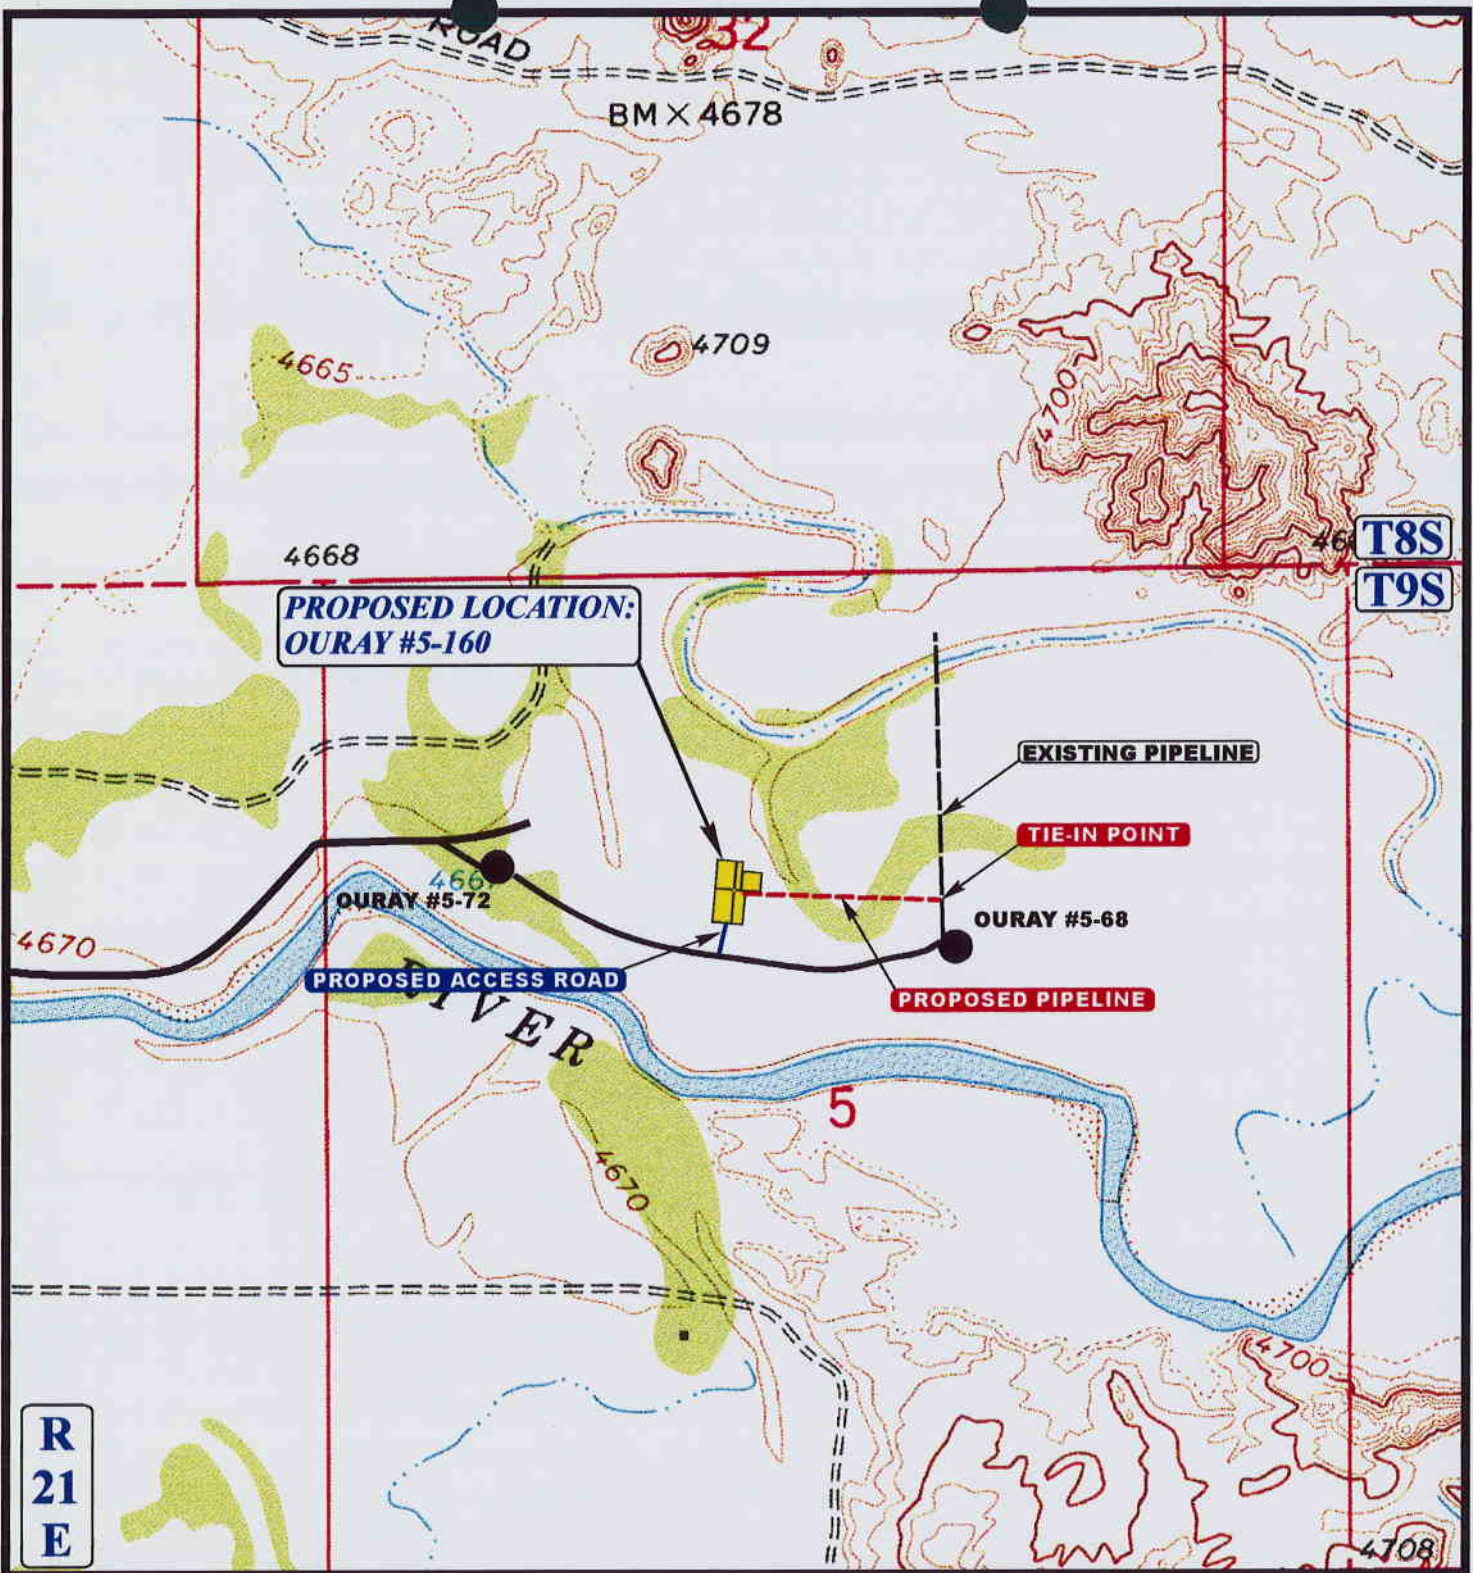 32
ROAD
BM × 4678
4709
4665
4700
4668
T8S
T9S
PROPOSED LOCATION:
OURAY #5-160
EXISTING PIPELINE
TIE-IN POINT
OURAY #5-72
OURAY #5-68
4670
PROPOSED ACCESS ROAD
PROPOSED PIPELINE
RIVER
5
4670
4700
R
21
E
4708